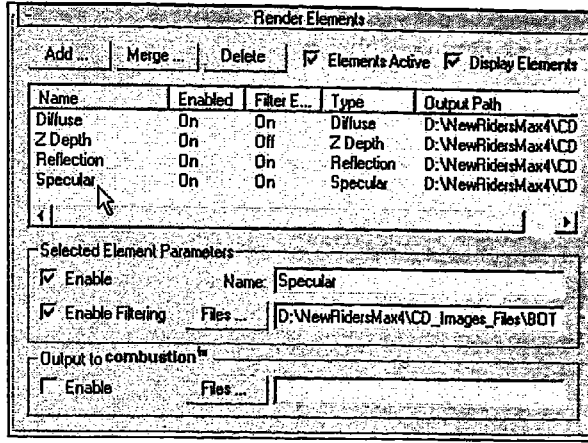 Render Elements
Add ... Merge ... Delete Elements Active Display Elements
Name Enabled Filter E... Type Output Path
Diffuse On On Diffuse D:\NewRidersMax4\CD
Z Depth On Off Z Depth D:\NewRidersMax4\CD
Reflection On On Reflection D:\NewRidersMax4\CD
Specular On On Specular D:\NewRidersMax4\CD
Selected Element Parameters
Enable Name: Specular
Enable Filtering Files ... D:\NewRidersMax4\CD_Images_Files\BOT
Output to combustion™
Enable Files ...